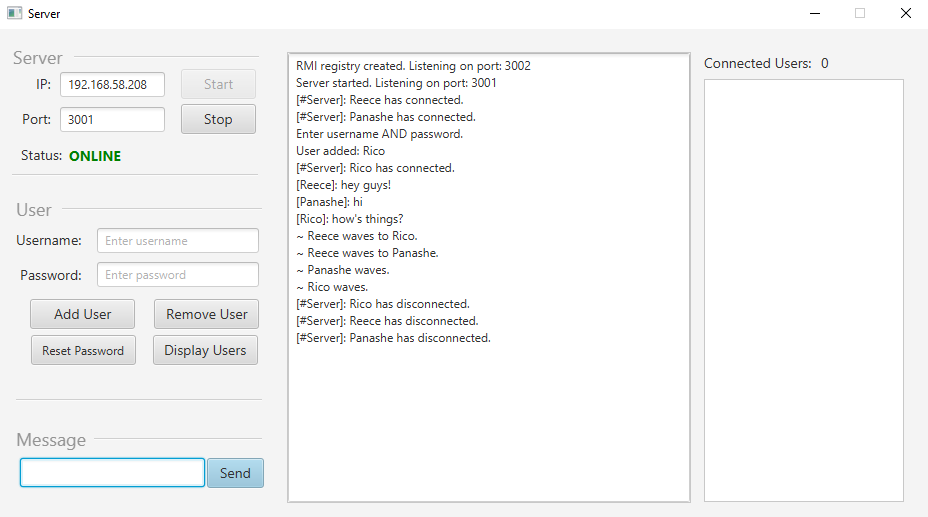 Server
Server
IP: 192.168.58.208 Start
Port: 3001 Stop
Status: ONLINE
User
Username: Enter username
Password: Enter password
Add User Remove User
Reset Password Display Users
Message
Send
RMI registry created. Listening on port: 3002
Server started. Listening on port: 3001
[#Server]: Reece has connected.
[#Server]: Panashe has connected.
Enter username AND password.
User added: Rico
[#Server]: Rico has connected.
[Reece]: hey guys!
[Panashe]: hi
[Rico]: how's things?
~ Reece waves to Rico.
~ Reece waves to Panashe.
~ Panashe waves.
~ Rico waves.
[#Server]: Rico has disconnected.
[#Server]: Reece has disconnected.
[#Server]: Panashe has disconnected.
Connected Users: 0